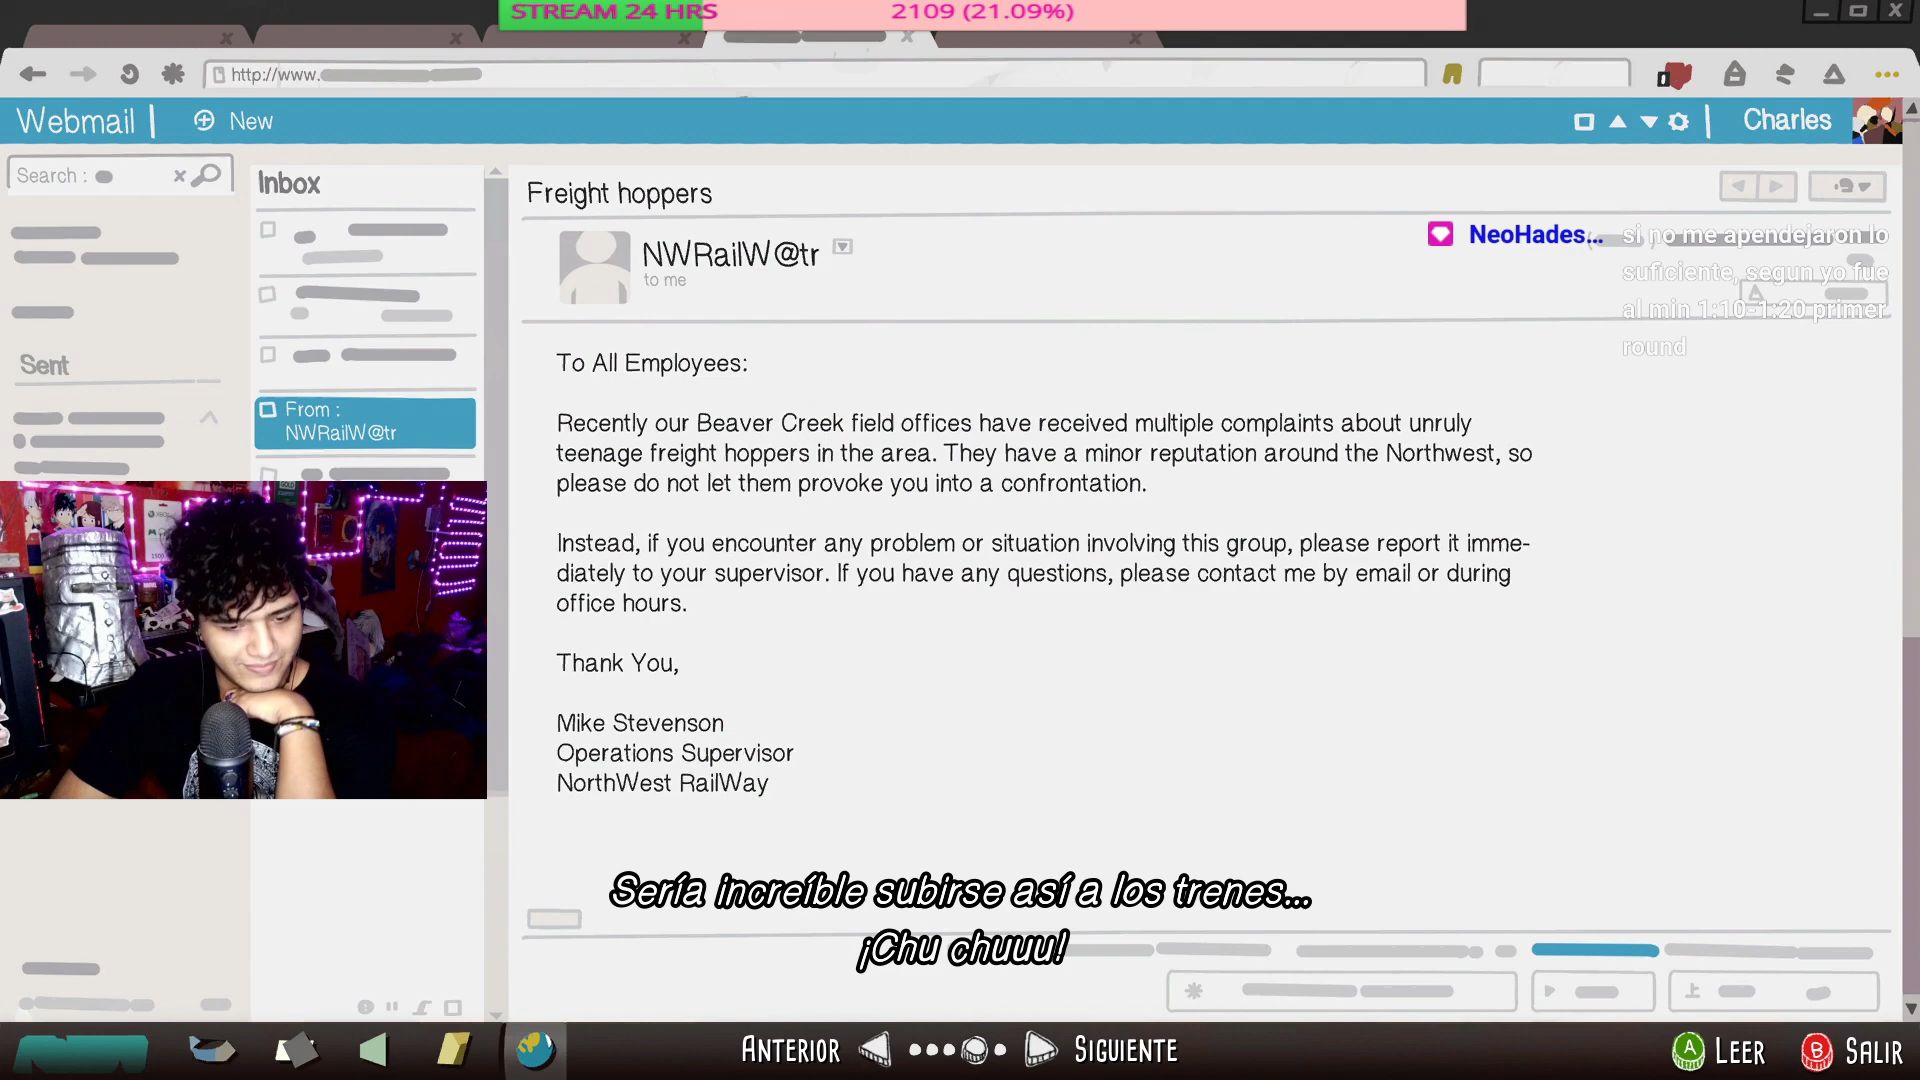 STREAM 24 HRS
2109 (21.09%)
http://www.
Webmail
New
Charles
Search :
Inbox
Sent
From :
NWRailW@tr
Freight hoppers
NWRailW@tr
to me
NeoHades...
si no me apendejaron lo
suficiente, segun yo fue
al min 1:10-1:20 primer
round
To All Employees:
Recently our Beaver Creek field offices have received multiple complaints about unruly
teenage freight hoppers in the area. They have a minor reputation around the Northwest, so
please do not let them provoke you into a confrontation.
Instead, if you encounter any problem or situation involving this group, please report it imme-
diately to your supervisor. If you have any questions, please contact me by email or during
office hours.
Thank You,
Mike Stevenson
Operations Supervisor
NorthWest RailWay
Sería increíble subirse así a los trenes...
¡Chu chuuu!
ANTERIOR
SIGUIENTE
A LEER
B SALIR